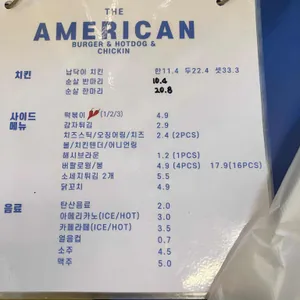 THE
AMERICAN
BURGER & HOTDOG &
CHICKIN
치킨 남닥이 치킨 한11.4 두22.4 셋33.3
순살 반마리 10.4
순살 한마리 20.8
사이드 떡볶이 (1/2/3) 4.9
메뉴 감자튀김 2.9
치즈스틱/오징어링/치즈 2.4 (2PCS)
볼/치킨텐더/어니언링
해시브라운 1.2 (1PCS)
버팔로윙/봉 4.9 (4PCS) 17.9(16PCS)
소세지튀김 2개 5.5
닭꼬치 4.9
음료 탄산음료 2.0
아메리카노(ICE/HOT) 3.0
카페라떼(ICE/HOT) 3.5
얼음컵 0.7
소주 4.5
맥주 5.0